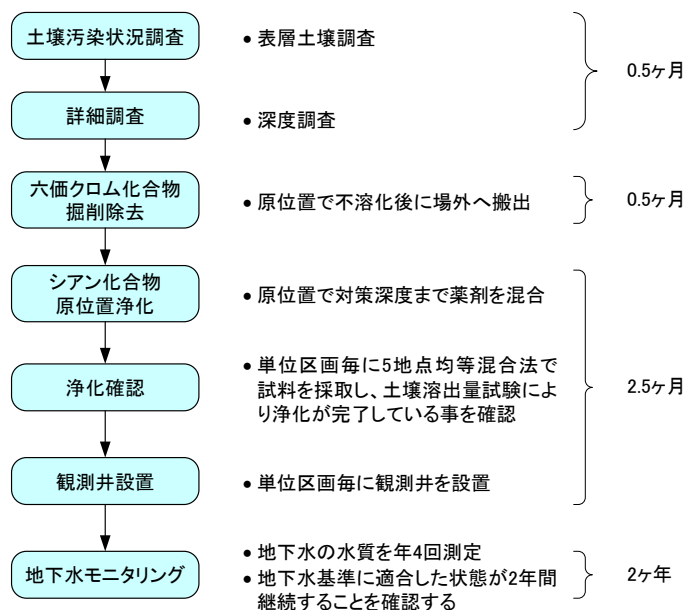 土壌汚染状況調査
• 表層土壌調査
0.5ヶ月
詳細調査
• 深度調査
六価クロム化合物
掘削除去
• 原位置で不溶化後に場外へ搬出
0.5ヶ月
シアン化合物
原位置浄化
• 原位置で対策深度まで薬剤を混合
浄化確認
• 単位区画毎に5地点均等混合法で
試料を採取し、土壌溶出量試験によ
り浄化が完了している事を確認
2.5ヶ月
観測井設置
• 単位区画毎に観測井を設置
地下水モニタリング
• 地下水の水質を年4回測定
• 地下水基準に適合した状態が2年間
継続することを確認する
2ヶ年